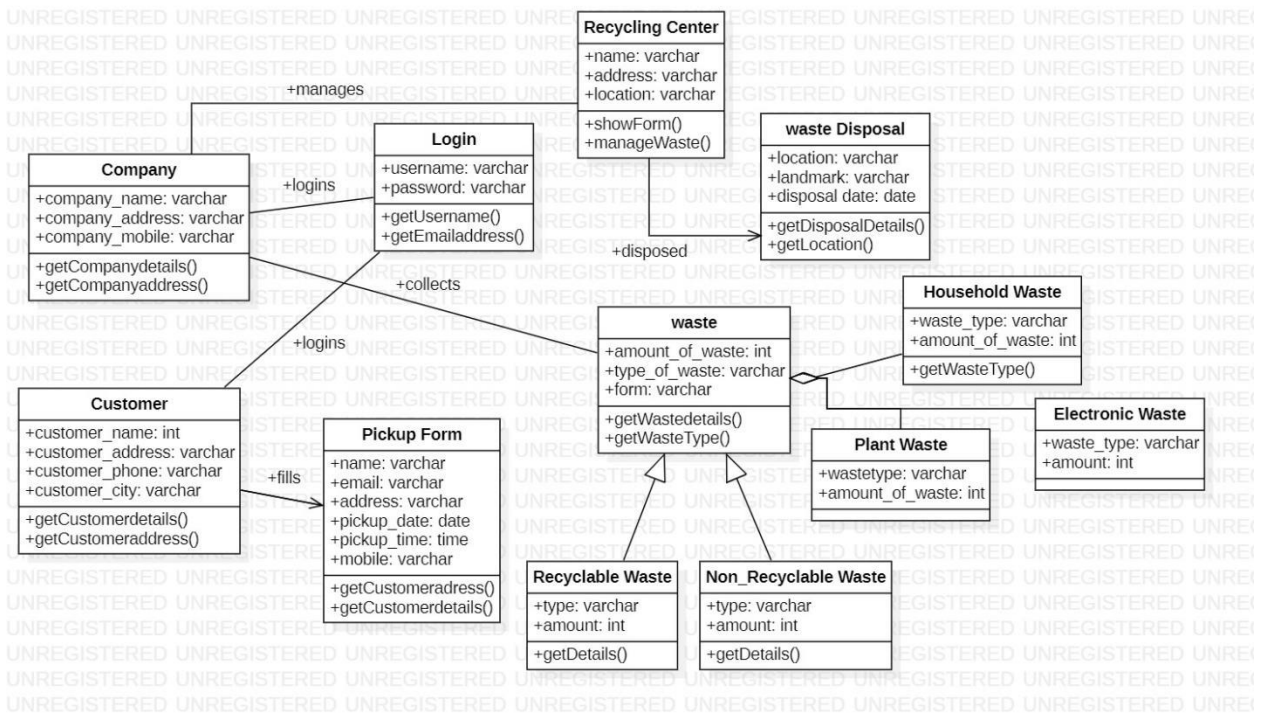 Recycling Center
+name: varchar
+address: varchar
+location: varchar
+showForm()
+manageWaste()
+manages
Login
+username: varchar
+password: varchar
+getUsername()
+getEmailaddress()
waste Disposal
+location: varchar
+landmark: varchar
+disposal date: date
+getDisposalDetails()
+getLocation()
Company
+company_name: varchar
+company_address: varchar
+company_mobile: varchar
+getCompanydetails()
+getCompanyaddress()
+logins
+disposed
+collects
+logins
Household Waste
+waste_type: varchar
+amount_of_waste: int
+getWasteType()
waste
+amount_of_waste: int
+type_of_waste: varchar
+form: varchar
+getWastedetails()
+getWasteType()
Customer
+customer_name: int
+customer_address: varchar
+customer_phone: varchar
+customer_city: varchar
+getCustomerdetails()
+getCustomeraddress()
+fills
Pickup Form
+name: varchar
+email: varchar
+address: varchar
+pickup_date: date
+pickup_time: time
+mobile: varchar
+getCustomeradress()
+getCustomerdetails()
Plant Waste
+wastetype: varchar
+amount_of_waste: int
Electronic Waste
+waste_type: varchar
+amount: int
Recyclable Waste
+type: varchar
+amount: int
+getDetails()
Non_Recyclable Waste
+type: varchar
+amount: int
+getDetails()
UNREGISTERED